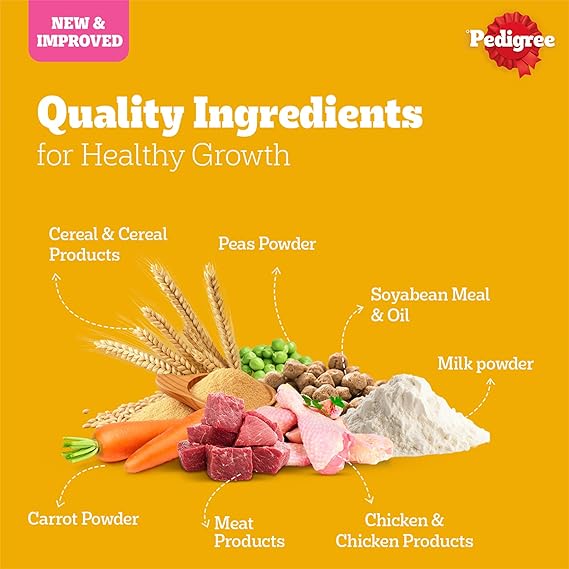 NEW &
IMPROVED
Pedigree
Quality Ingredients
for Healthy Growth
Cereal & Cereal
Products
Peas Powder
Soyabean Meal
& Oil
Milk powder
Carrot Powder
Meat
Products
Chicken &
Chicken Products